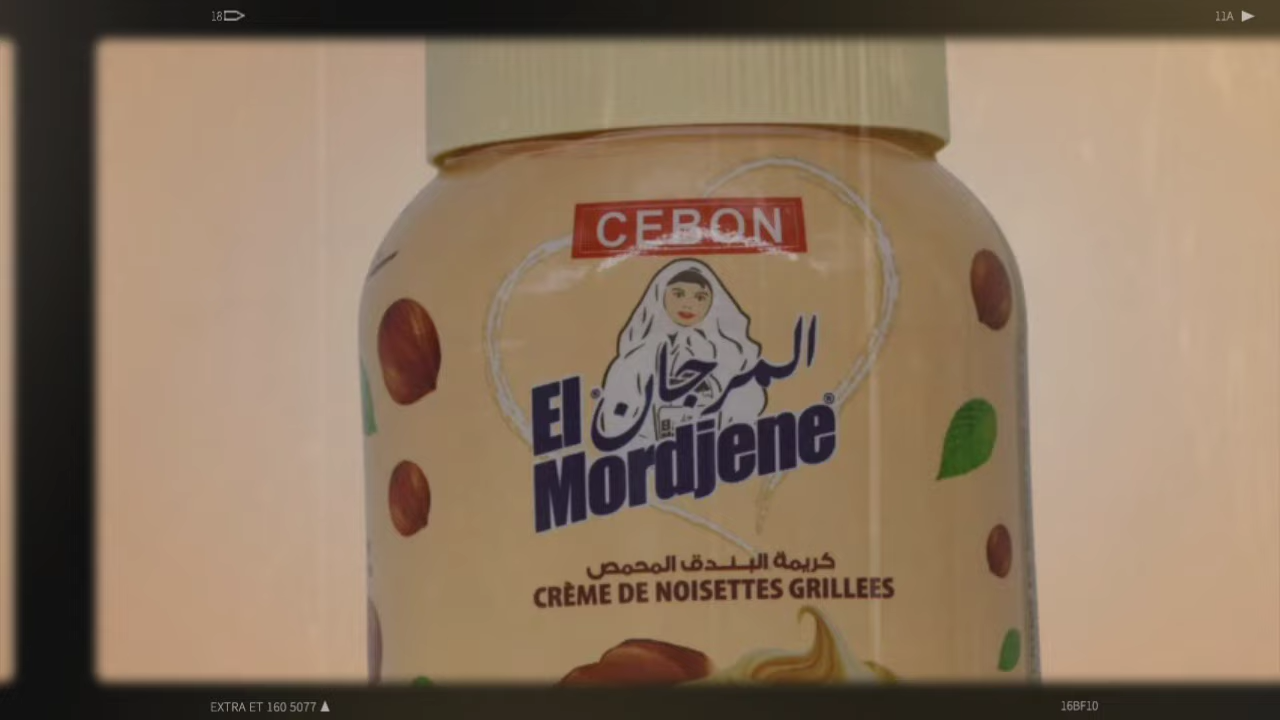 18
11A
CEBON
المرجان
El
Mordjene
كريمة البندق المحمص
CRÈME DE NOISETTES GRILLEES
EXTRA ET 160 5077
16BF10